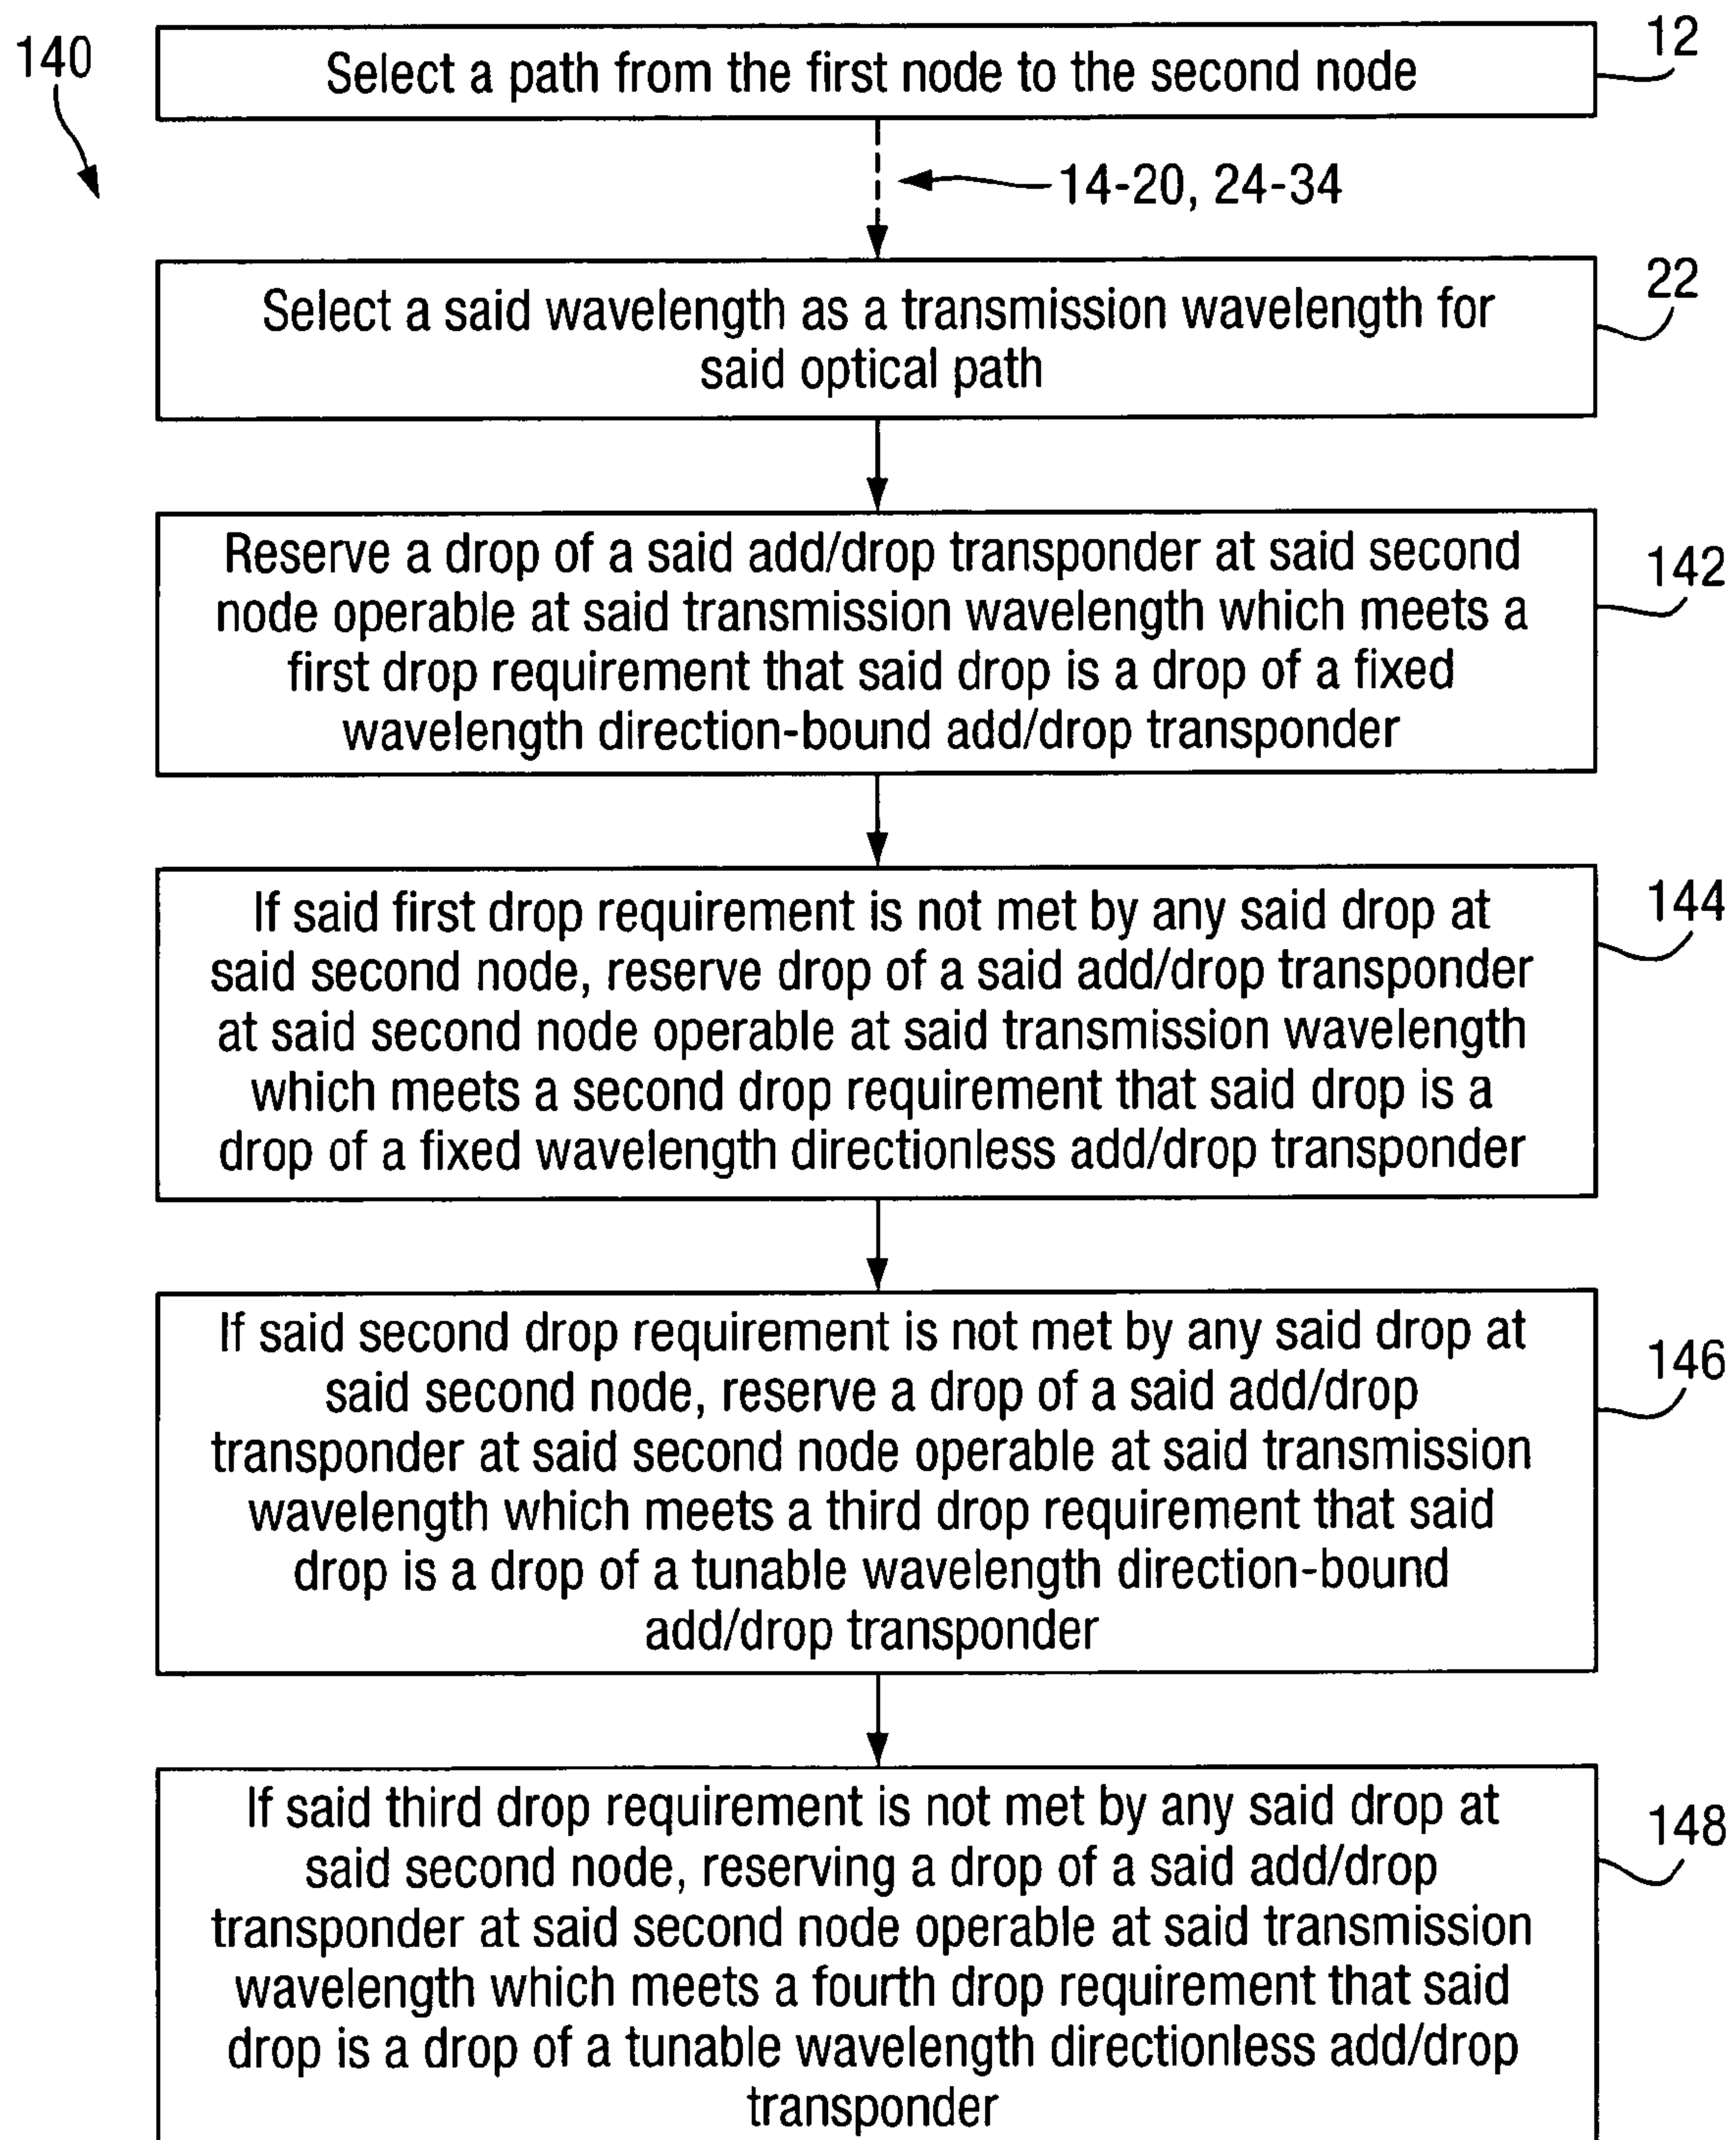 140
Select a path from the first node to the second node
12
14-20, 24-34
Select a said wavelength as a transmission wavelength for
said optical path
22
Reserve a drop of a said add/drop transponder at said second
node operable at said transmission wavelength which meets a
first drop requirement that said drop is a drop of a fixed
wavelength direction-bound add/drop transponder
142
If said first drop requirement is not met by any said drop at
said second node, reserve drop of a said add/drop transponder
at said second node operable at said transmission wavelength
which meets a second drop requirement that said drop is a
drop of a fixed wavelength directionless add/drop transponder
144
If said second drop requirement is not met by any said drop at
said second node, reserve a drop of a said add/drop
transponder at said second node operable at said transmission
wavelength which meets a third drop requirement that said
drop is a drop of a tunable wavelength direction-bound
add/drop transponder
146
If said third drop requirement is not met by any said drop at
said second node, reserving a drop of a said add/drop
transponder at said second node operable at said transmission
wavelength which meets a fourth drop requirement that said
drop is a drop of a tunable wavelength directionless add/drop
transponder
148